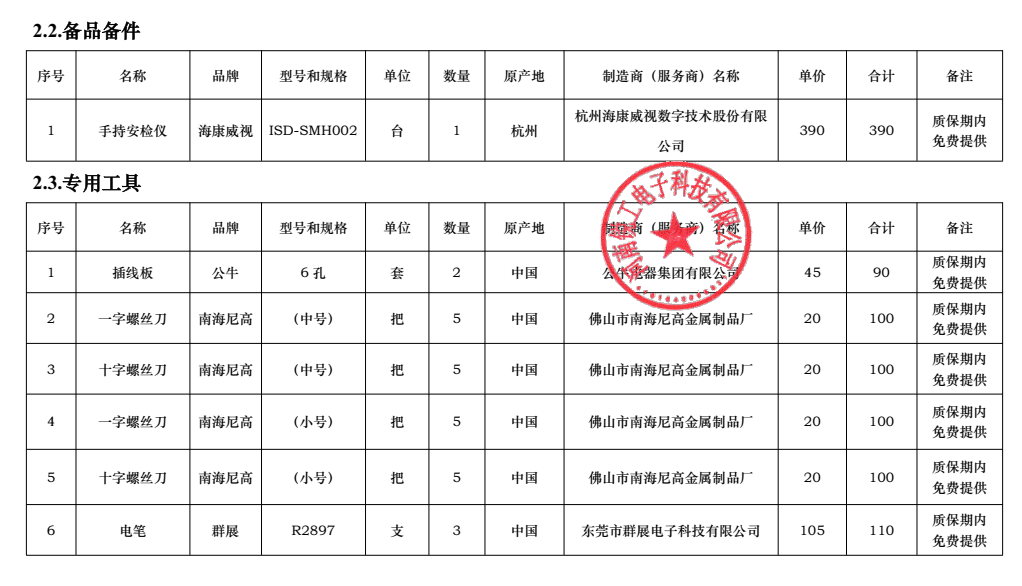 2.2.备品备件
序号 名称 品牌 型号和规格 单位 数量 原产地 制造商（服务商）名称 单价 合计 备注
1 手持安检仪 海康威视 ISD-SMH002 台 1 杭州 杭州海康威视数字技术股份有限公司 390 390 质保期内免费提供
2.3.专用工具
序号 名称 品牌 型号和规格 单位 数量 原产地 制造商（服务商）名称 单价 合计 备注
1 插线板 公牛 6 孔 套 2 中国 公牛电器集团有限公司 45 90 质保期内免费提供
2 一字螺丝刀 南海尼高 （中号） 把 5 中国 佛山市南海尼高金属制品厂 20 100 质保期内免费提供
3 十字螺丝刀 南海尼高 （中号） 把 5 中国 佛山市南海尼高金属制品厂 20 100 质保期内免费提供
4 一字螺丝刀 南海尼高 （小号） 把 5 中国 佛山市南海尼高金属制品厂 20 100 质保期内免费提供
5 十字螺丝刀 南海尼高 （小号） 把 5 中国 佛山市南海尼高金属制品厂 20 100 质保期内免费提供
6 电笔 群展 R2897 支 3 中国 东莞市群展电子科技有限公司 105 110 质保期内免费提供
电子科技有限公司